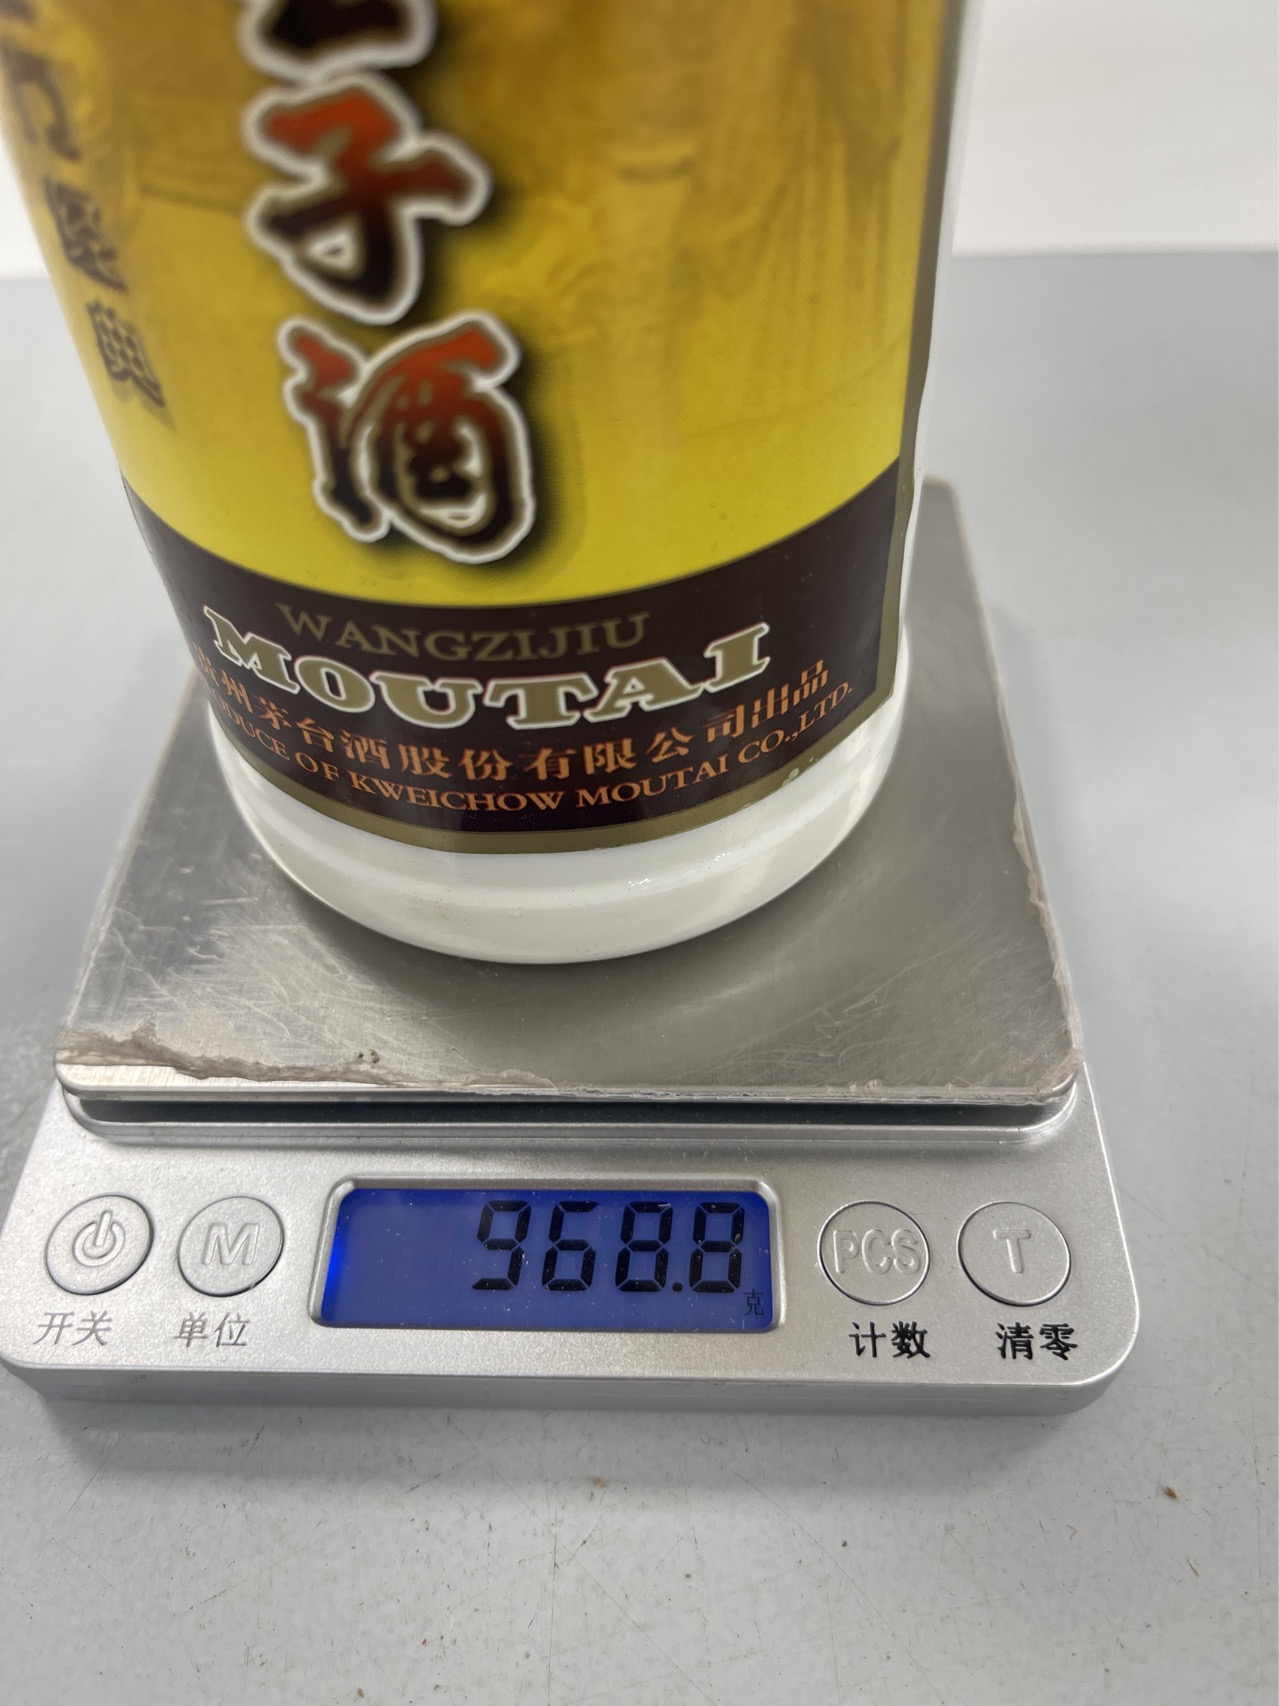 子
酒
WANGZIJIU
MOUTAI
州茅台酒股份有限公司出品
OF KWEICHOW MOUTAI CO.,LTD.
968.8
克
M
PCS
T
开关
单位
计数
清零